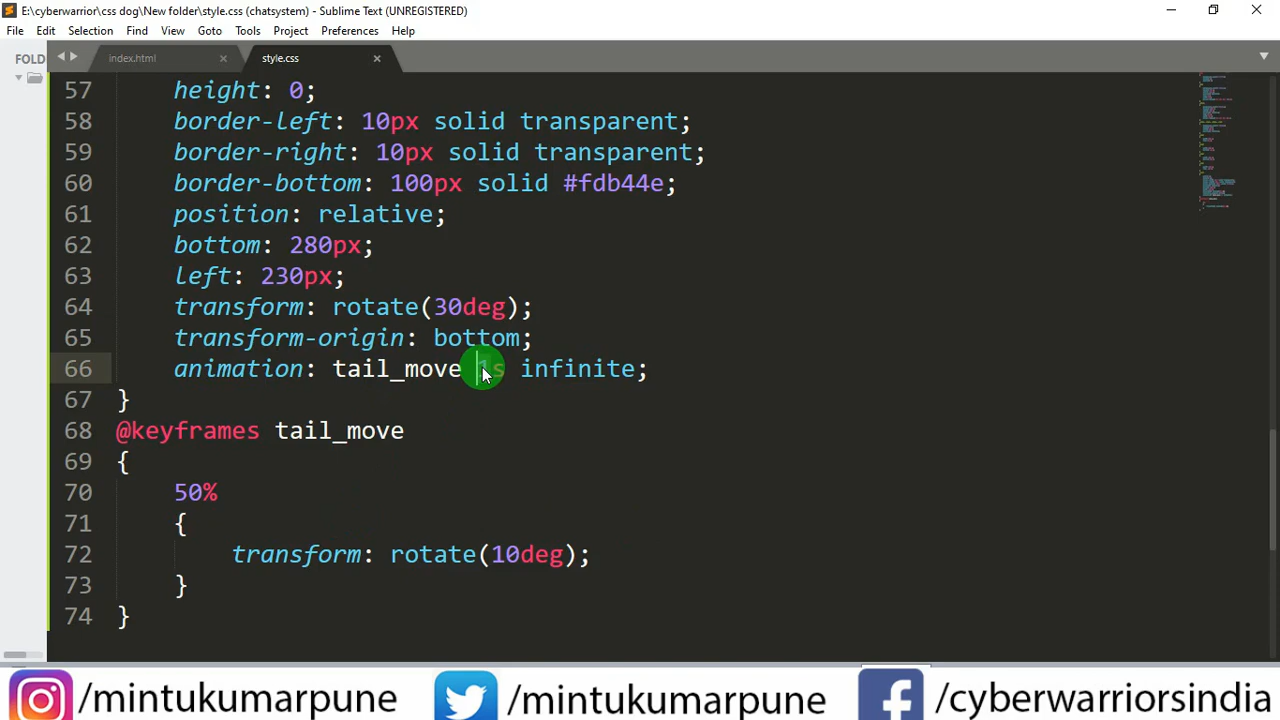 E:\cyberwarrior\css dog\New folder\style.css (chatsystem) - Sublime Text (UNREGISTERED)
File Edit Selection Find View Goto Tools Project Preferences Help
FOLD index.html style.css
57 height: 0;
58 border-left: 10px solid transparent;
59 border-right: 10px solid transparent;
60 border-bottom: 100px solid #fdb44e;
61 position: relative;
62 bottom: 280px;
63 left: 230px;
64 transform: rotate(30deg);
65 transform-origin: bottom;
66 animation: tail_move 1s infinite;
67 }
68 @keyframes tail_move
69 {
70 50%
71 {
72 transform: rotate(10deg);
73 }
74 }
/mintukumarpune /mintukumarpune /cyberwarriorsindia